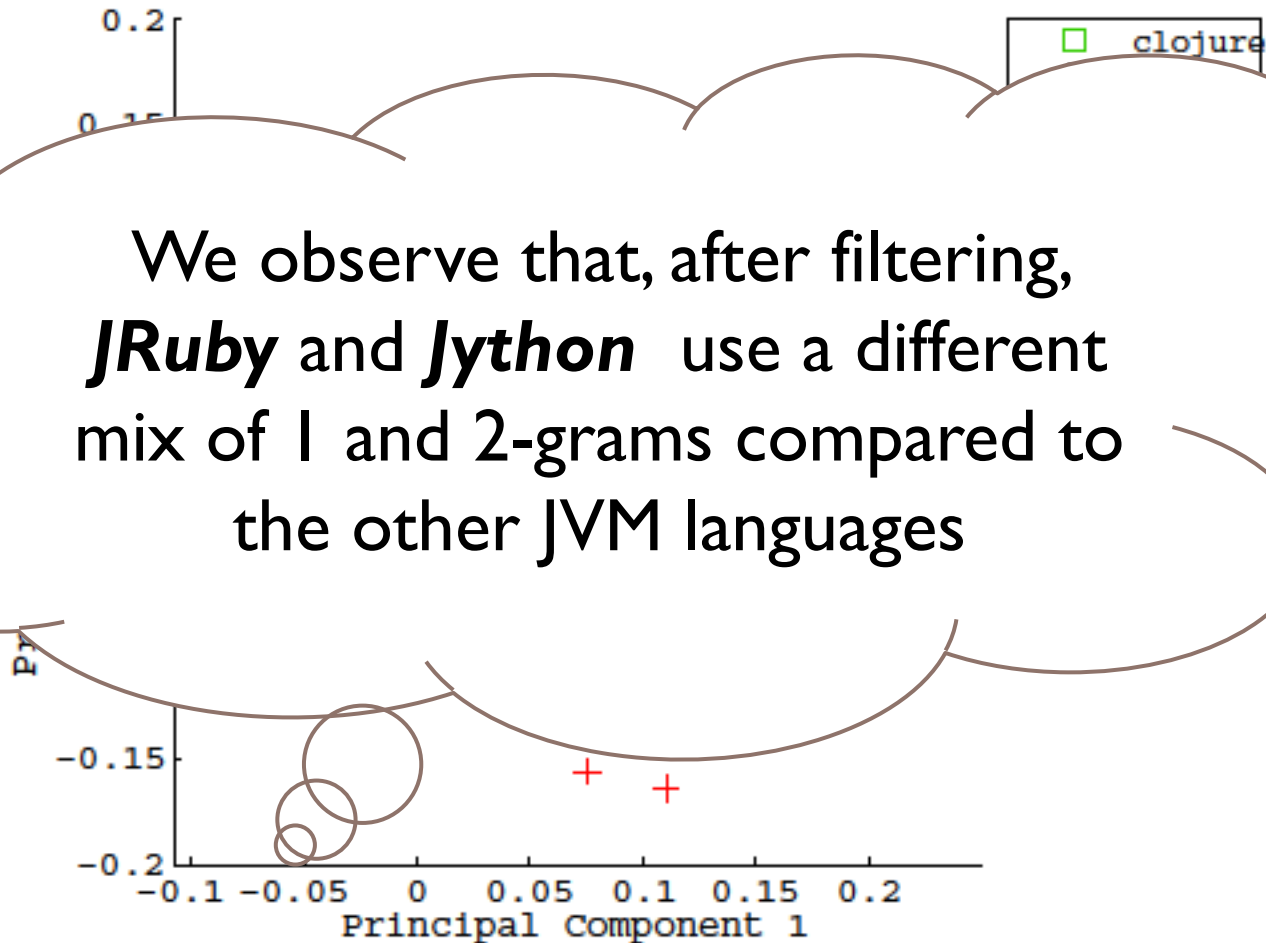 0.2
clojure
We observe that, after filtering,
JRuby and Jython use a different
mix of 1 and 2-grams compared to
the other JVM languages
-0.15
-0.2
-0.1 -0.05 0 0.05 0.1 0.15 0.2
Principal Component 1